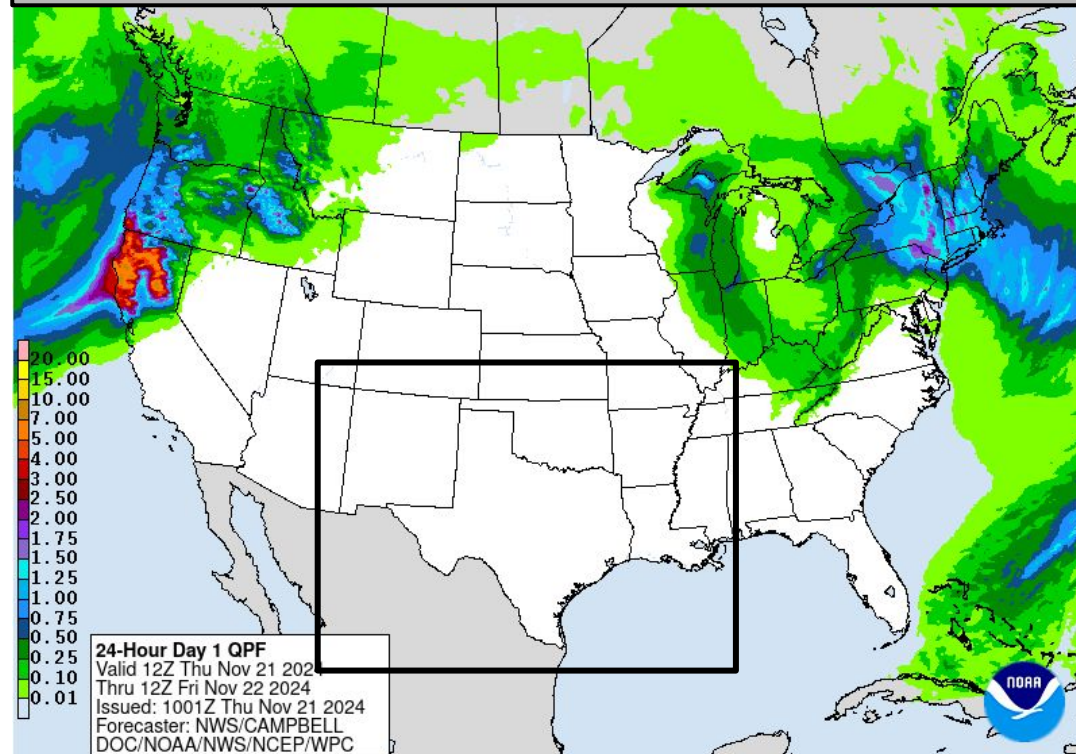 20.00
15.00
10.00
7.00
5.00
4.00
3.00
2.50
2.00
1.75
1.50
1.25
1.00
0.75
0.50
0.25
0.10
0.01
24-Hour Day 1 QPF
Valid 12Z Thu Nov 21 2024
Thru 12Z Fri Nov 22 2024
Issued: 1001Z Thu Nov 21 2024
Forecaster: NWS/CAMPBELL
DOC/NOAA/NWS/NCEP/WPC
NOAA